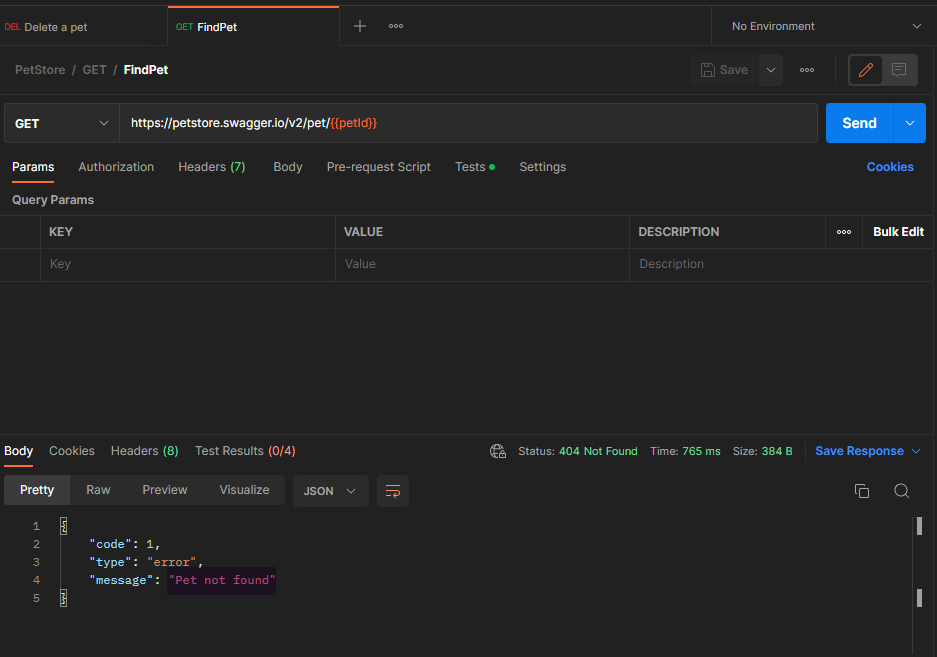 DEL Delete a pet GET FindPet No Environment
PetStore / GET / FindPet Save
GET https://petstore.swagger.io/v2/pet/{{petId}} Send
Params Authorization Headers (7) Body Pre-request Script Tests Settings Cookies
Query Params
KEY VALUE DESCRIPTION Bulk Edit
Key Value Description
Body Cookies Headers (8) Test Results (0/4) Status: 404 Not Found Time: 765 ms Size: 384 B Save Response
Pretty Raw Preview Visualize JSON
1 {
2 "code": 1,
3 "type": "error",
4 "message": "Pet not found"
5 }